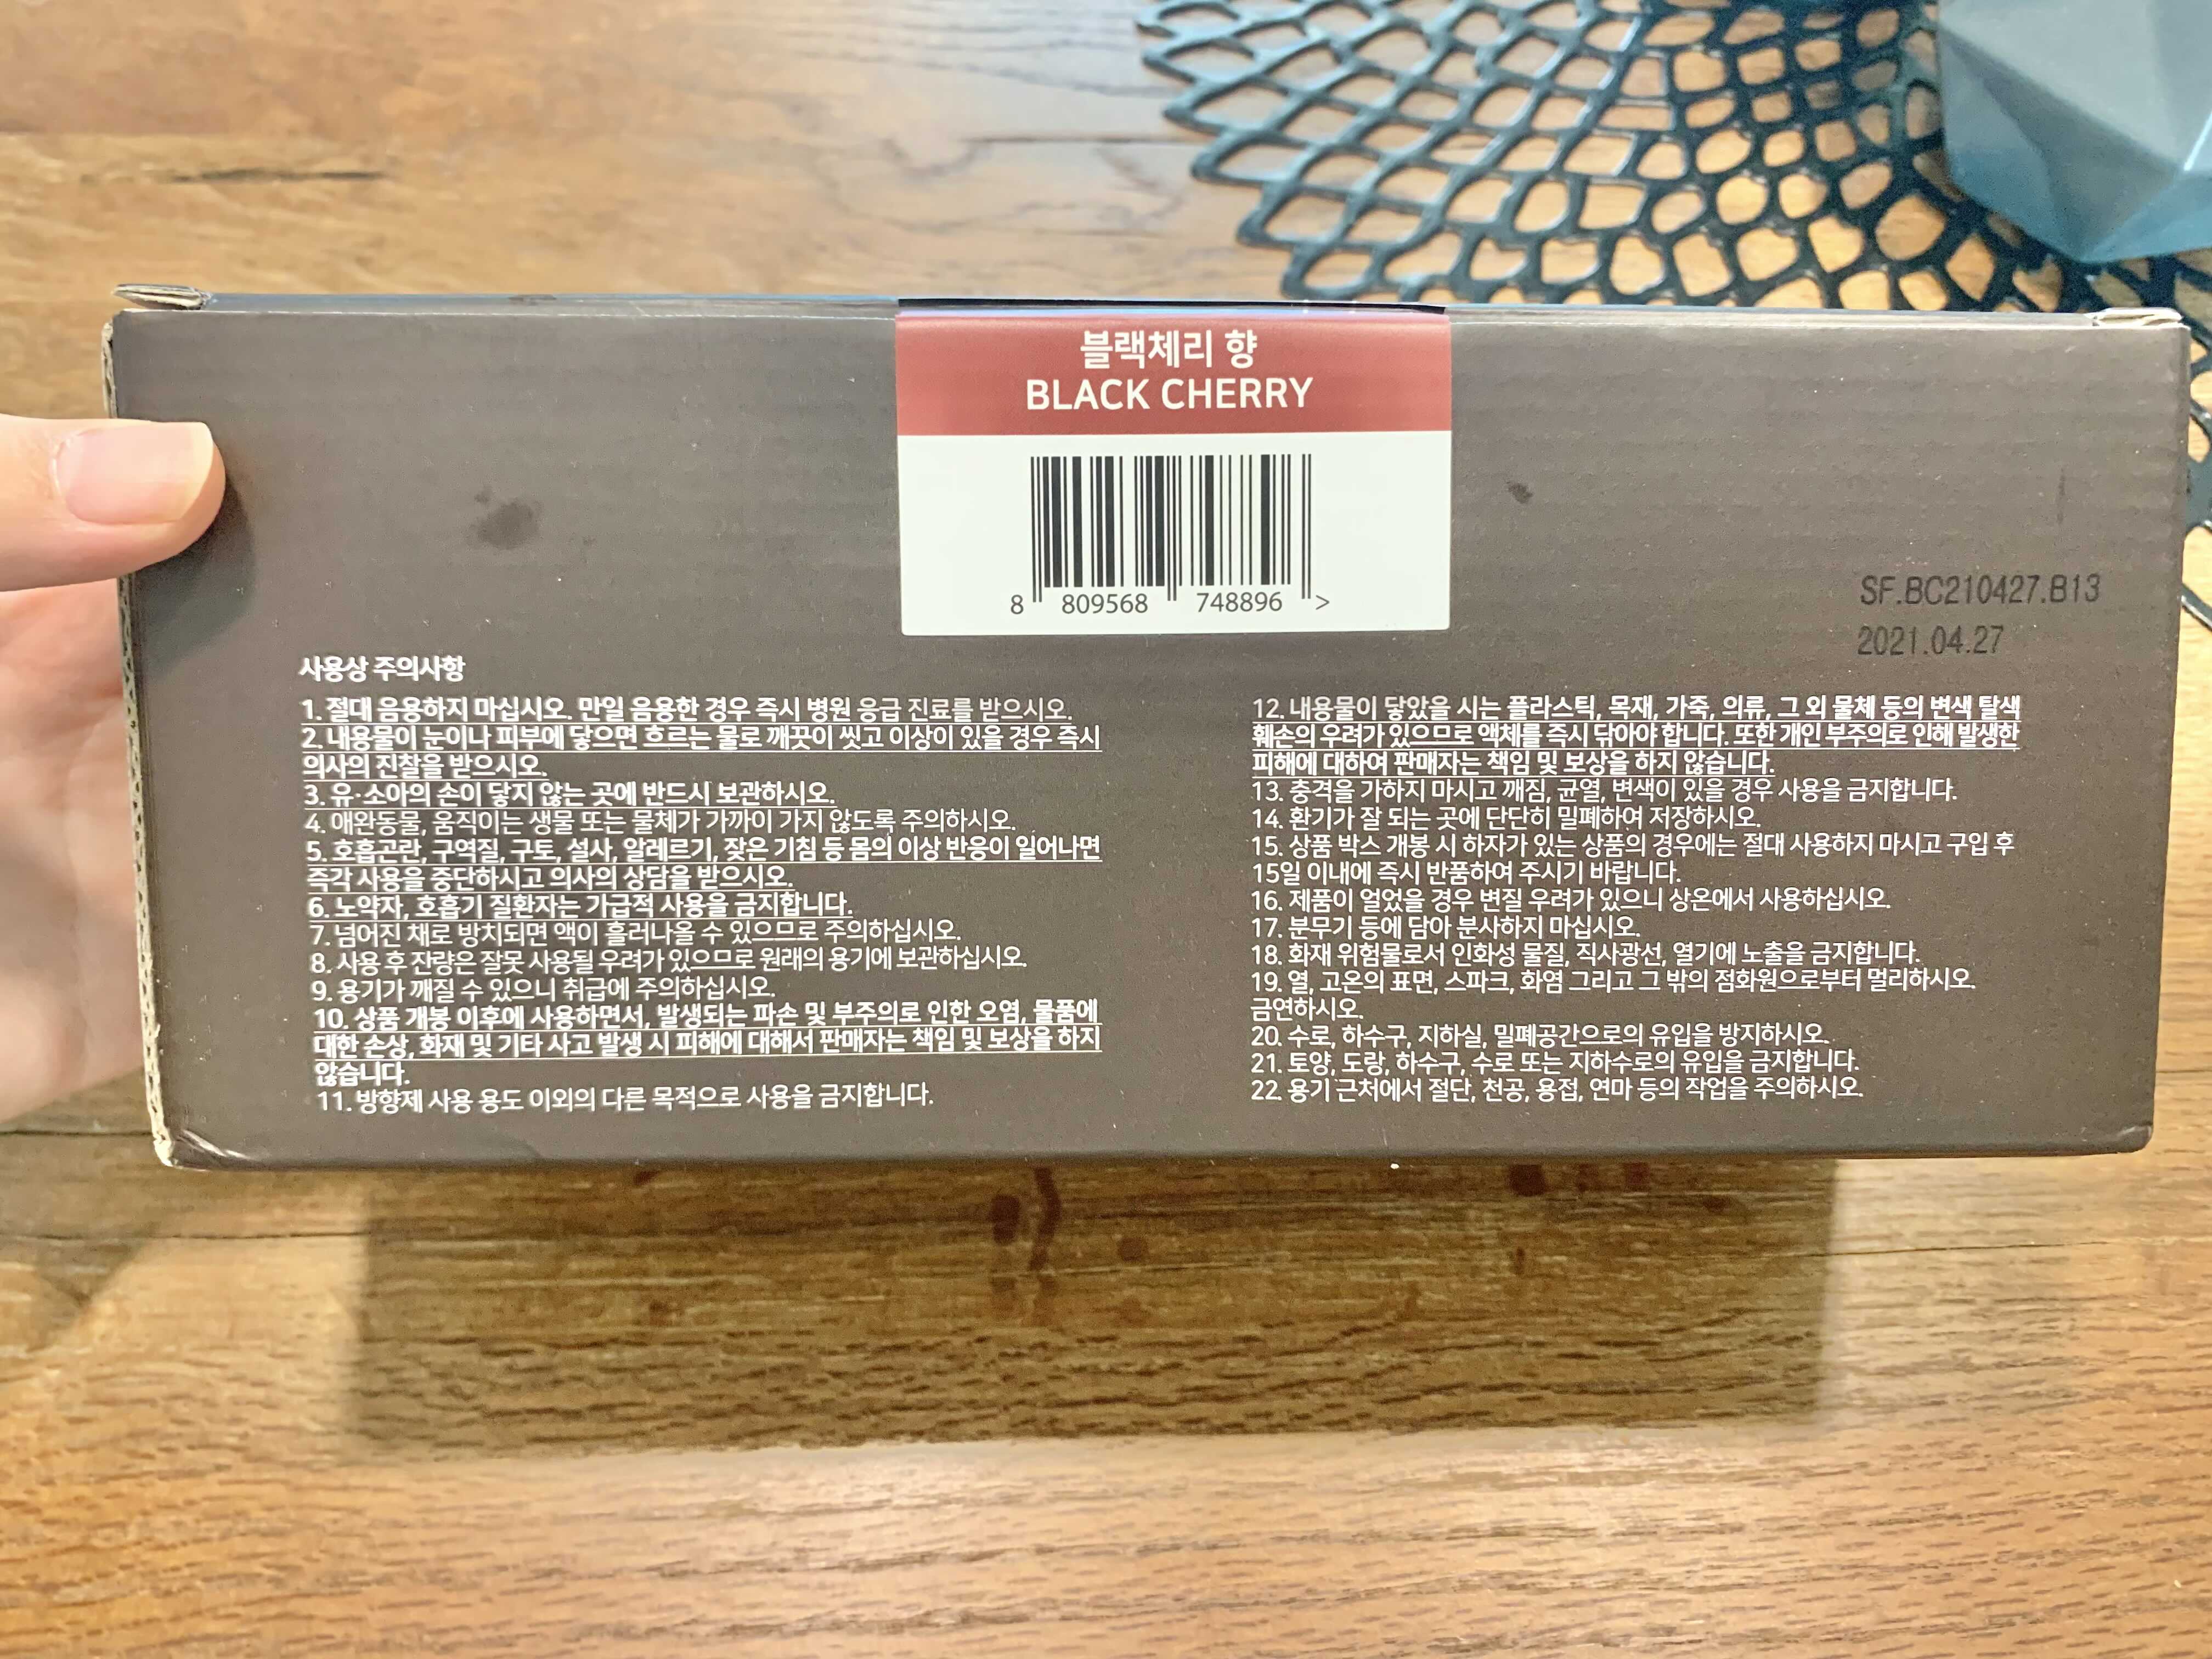 블랙체리 향
BLACK CHERRY
8 809568 748896 >
SF.BC210427.B13
2021.04.27
사용상 주의사항
1. 절대 음용하지 마십시오. 만일 음용한 경우 즉시 병원 응급 진료를 받으시오.
2. 내용물이 눈이나 피부에 닿으면 흐르는 물로 깨끗이 씻고 이상이 있을 경우 즉시
의사의 진찰을 받으시오.
3. 유·소아의 손이 닿지 않는 곳에 반드시 보관하시오.
4. 애완동물, 움직이는 생물 또는 물체가 가까이 가지 않도록 주의하시오.
5. 호흡곤란, 구역질, 구토, 설사, 알레르기, 잦은 기침 등 몸의 이상 반응이 일어나면
즉각 사용을 중단하시고 의사의 상담을 받으시오.
6. 노약자, 호흡기 질환자는 가급적 사용을 금지합니다.
7. 넘어진 채로 방치되면 액이 흘러나올 수 있으므로 주의하십시오.
8. 사용 후 잔량은 잘못 사용될 우려가 있으므로 원래의 용기에 보관하십시오.
9. 용기가 깨질 수 있으니 취급에 주의하십시오.
10. 상품 개봉 이후에 사용하면서, 발생되는 파손 및 부주의로 인한 오염, 물품에
대한 손상, 화재 및 기타 사고 발생 시 피해에 대해서 판매자는 책임 및 보상을 하지
않습니다.
11. 방향제 사용 용도 이외의 다른 목적으로 사용을 금지합니다.
12. 내용물이 닿았을 시는 플라스틱, 목재, 가죽, 의류, 그 외 물체 등의 변색 탈색
훼손의 우려가 있으므로 액체를 즉시 닦아야 합니다. 또한 개인 부주의로 인해 발생한
피해에 대하여 판매자는 책임 및 보상을 하지 않습니다.
13. 충격을 가하지 마시고 깨짐, 균열, 변색이 있을 경우 사용을 금지합니다.
14. 환기가 잘 되는 곳에 단단히 밀폐하여 저장하시오.
15. 상품 박스 개봉 시 하자가 있는 상품의 경우에는 절대 사용하지 마시고 구입 후
15일 이내에 즉시 반품하여 주시기 바랍니다.
16. 제품이 얼었을 경우 변질 우려가 있으니 상온에서 사용하십시오.
17. 분무기 등에 담아 분사하지 마십시오.
18. 화재 위험물로서 인화성 물질, 직사광선, 열기에 노출을 금지합니다.
19. 열, 고온의 표면, 스파크, 화염 그리고 그 밖의 점화원으로부터 멀리하시오.
금연하시오.
20. 수로, 하수구, 지하실, 밀폐공간으로의 유입을 방지하시오.
21. 토양, 도랑, 하수구, 수로 또는 지하수로의 유입을 금지합니다.
22. 용기 근처에서 절단, 천공, 용접, 연마 등의 작업을 주의하시오.